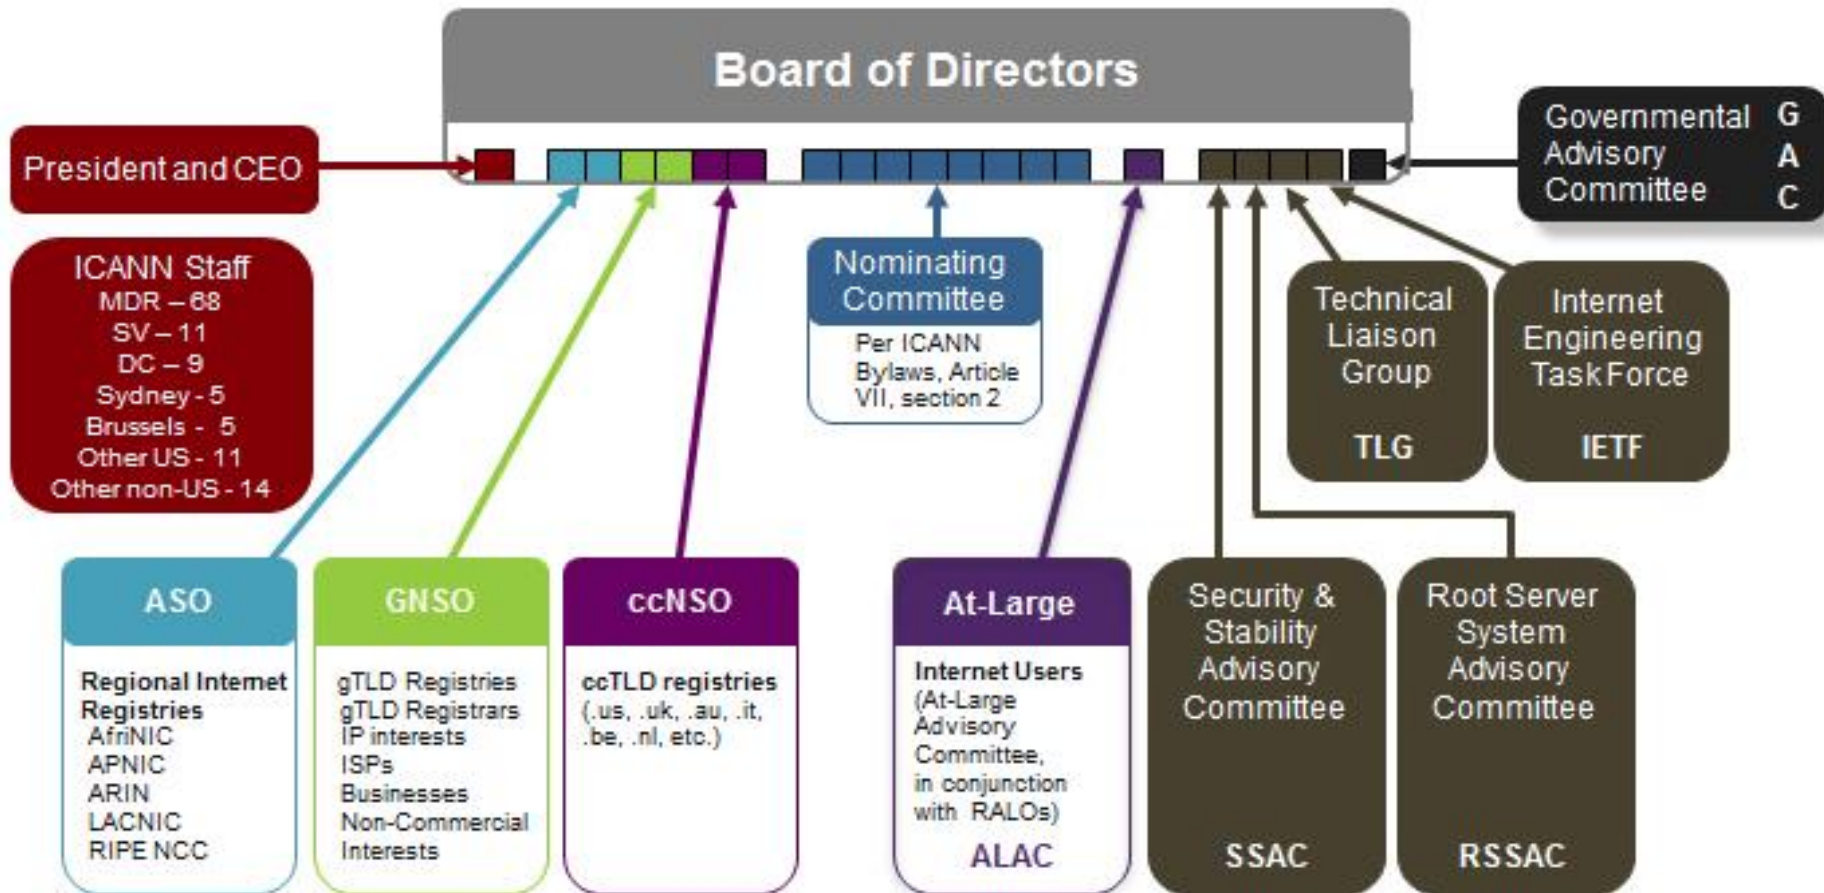 Board of Directors
President and CEO
Governmental G
Advisory A
Committee C
ICANN Staff
MDR – 68
SV – 11
DC – 9
Sydney - 5
Brussels - 5
Other US - 11
Other non-US - 14
Nominating
Committee
Per ICANN
Bylaws, Article
VII, section 2
Technical
Liaison
Group
TLG
Internet
Engineering
Task Force
IETF
ASO
Regional Internet
Registries
AfriNIC
APNIC
ARIN
LACNIC
RIPE NCC
GNSO
gTLD Registries
gTLD Registrars
IP interests
ISPs
Businesses
Non-Commercial
Interests
ccNSO
ccTLD registries
(.us, .uk, .au, .it,
.be, .nl, etc.)
At-Large
Internet Users
(At-Large
Advisory
Committee,
in conjunction
with RALOs)
ALAC
Security &
Stability
Advisory
Committee
SSAC
Root Server
System
Advisory
Committee
RSSAC